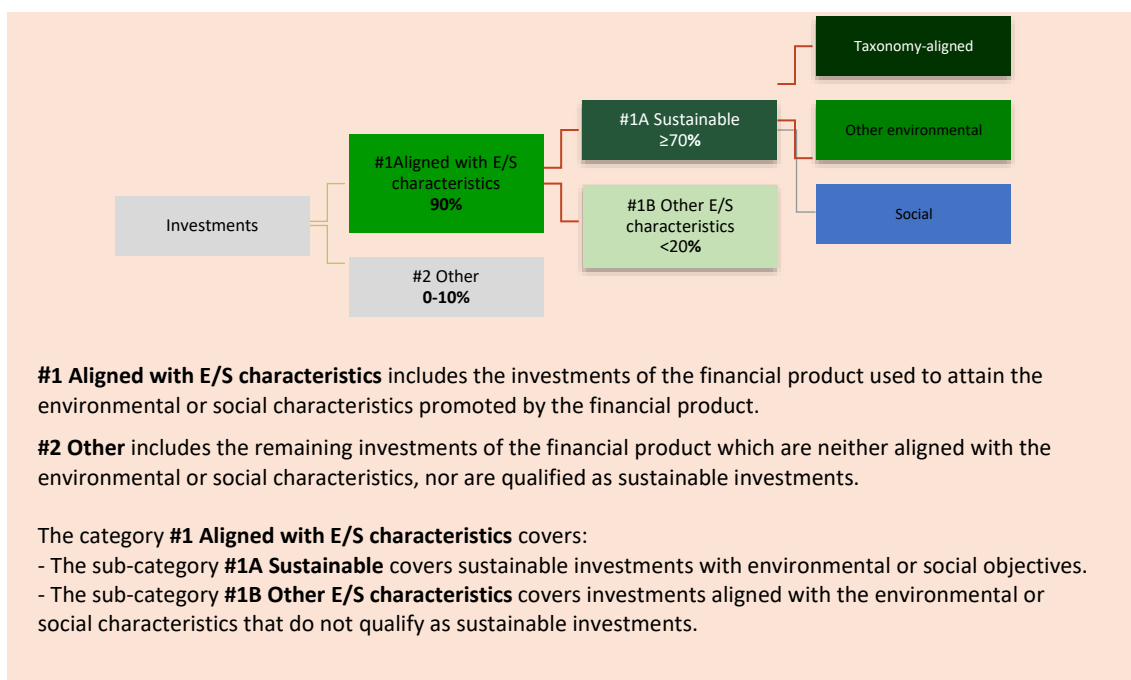 Taxonomy-aligned
#1A Sustainable
≥70%
Other environmental
#1Aligned with E/S
characteristics
90%
#1B Other E/S
characteristics
<20%
Social
Investments
#2 Other
0-10%
#1 Aligned with E/S characteristics includes the investments of the financial product used to attain the
environmental or social characteristics promoted by the financial product.
#2 Other includes the remaining investments of the financial product which are neither aligned with the
environmental or social characteristics, nor are qualified as sustainable investments.
The category #1 Aligned with E/S characteristics covers:
- The sub-category #1A Sustainable covers sustainable investments with environmental or social objectives.
- The sub-category #1B Other E/S characteristics covers investments aligned with the environmental or
social characteristics that do not qualify as sustainable investments.